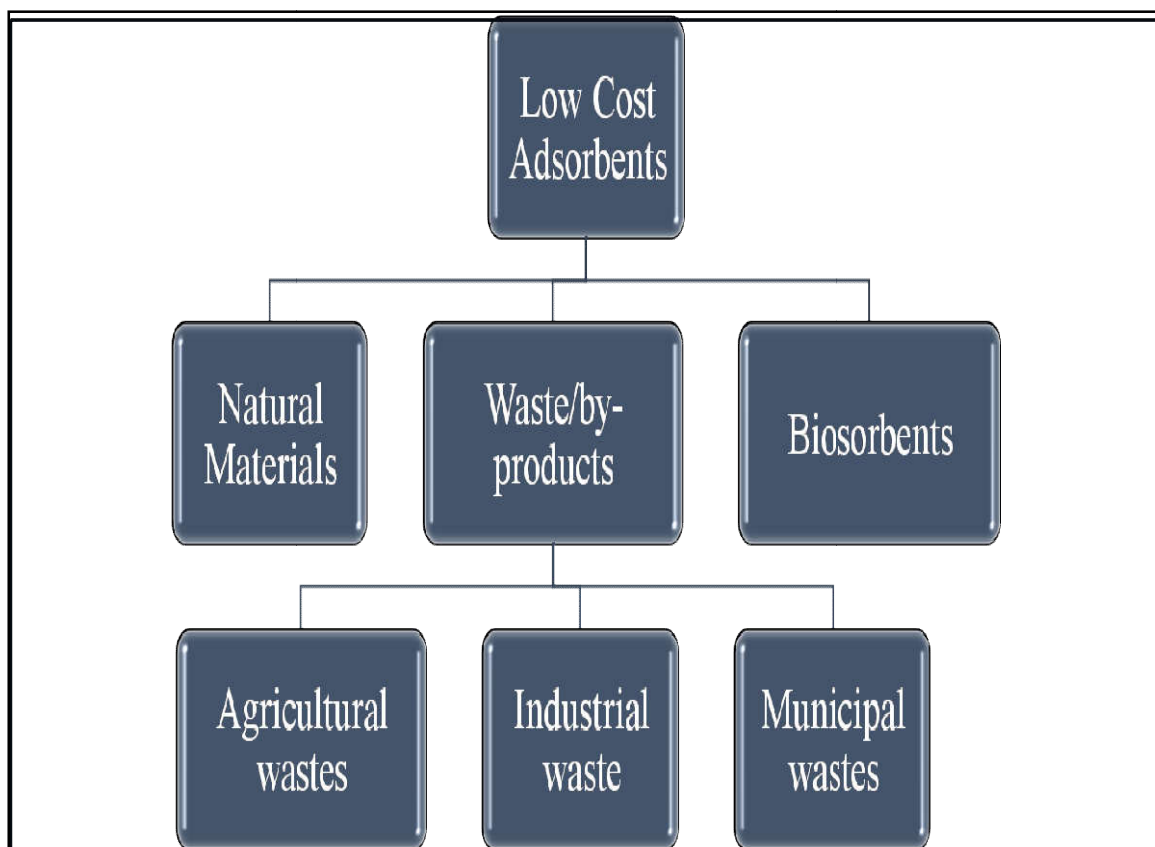 Low Cost
Adsorbents
Natural
Materials
Waste/by-
products
Biosorbents
Agricultural
wastes
Industrial
waste
Municipal
wastes